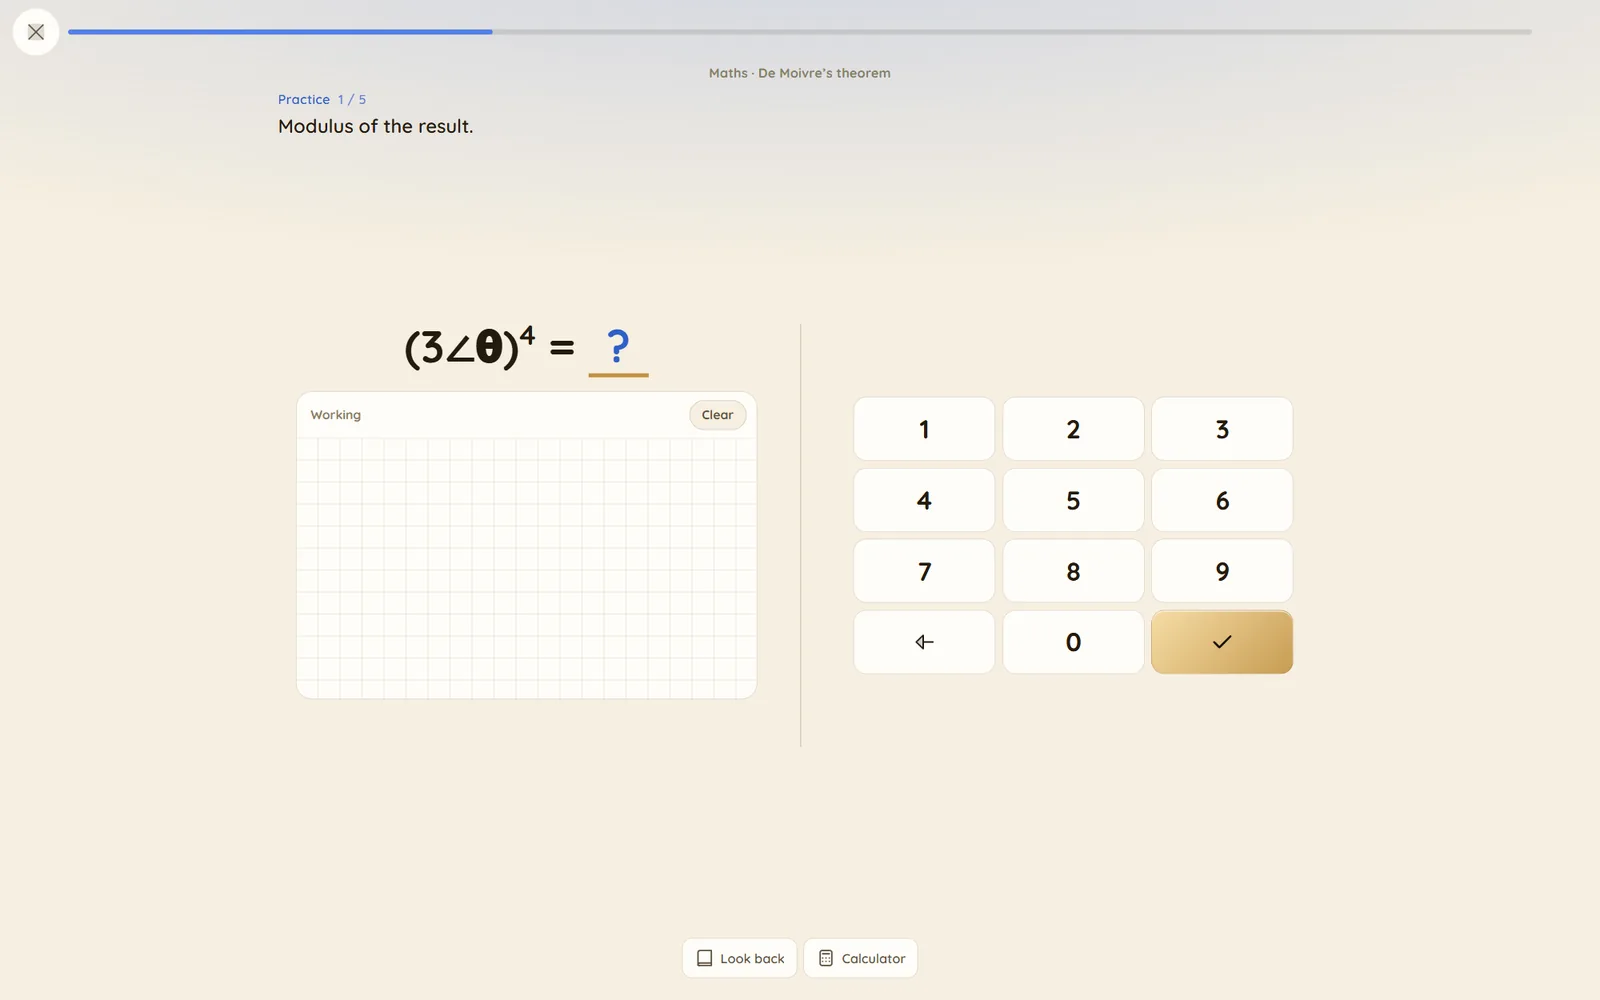 Maths · De Moivre's theorem
Practice 1 / 5
Modulus of the result.
(3∠θ)⁴ = ?
Working
Clear
1 2 3
4 5 6
7 8 9
0
Look back
Calculator